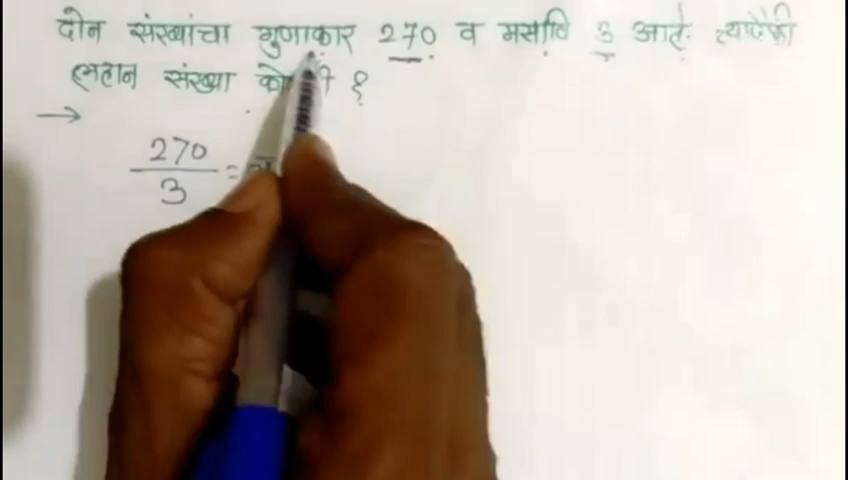 दोन संख्यांचा गुणाकार 270 व मसावि 3 आहे. त्यापैकी
लहान संख्या ?
→
270
3 =